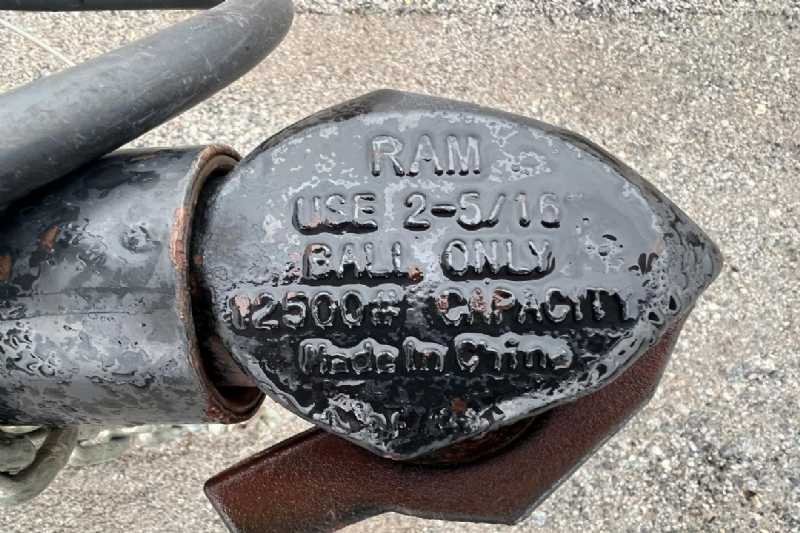 RAM
USE 2-5/16"
BALL ONLY
12500# CAPACITY
Made In China